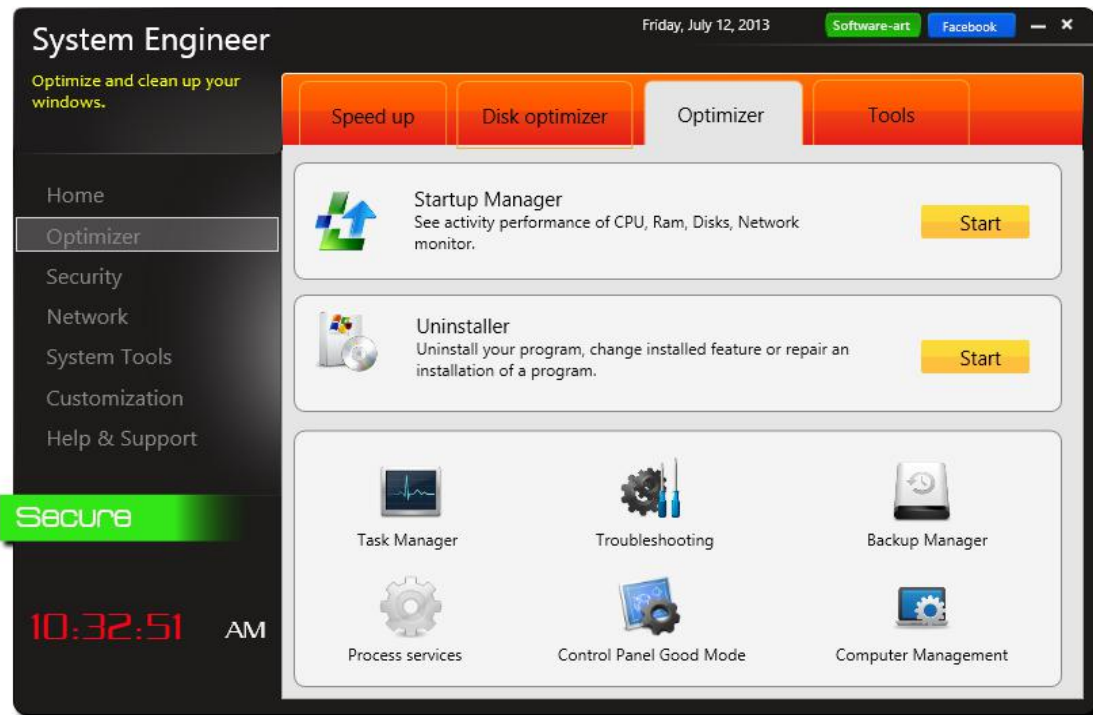 System Engineer
Friday, July 12, 2013
Software-art
Facebook
Optimize and clean up your
windows.
Speed up
Disk optimizer
Optimizer
Tools
Home
Optimizer
Security
Network
System Tools
Customization
Help & Support
Secure
10:32:51 AM
Startup Manager
See activity performance of CPU, Ram, Disks, Network
monitor.
Start
Uninstaller
Uninstall your program, change installed feature or repair an
installation of a program.
Start
Task Manager
Troubleshooting
Backup Manager
Process services
Control Panel Good Mode
Computer Management